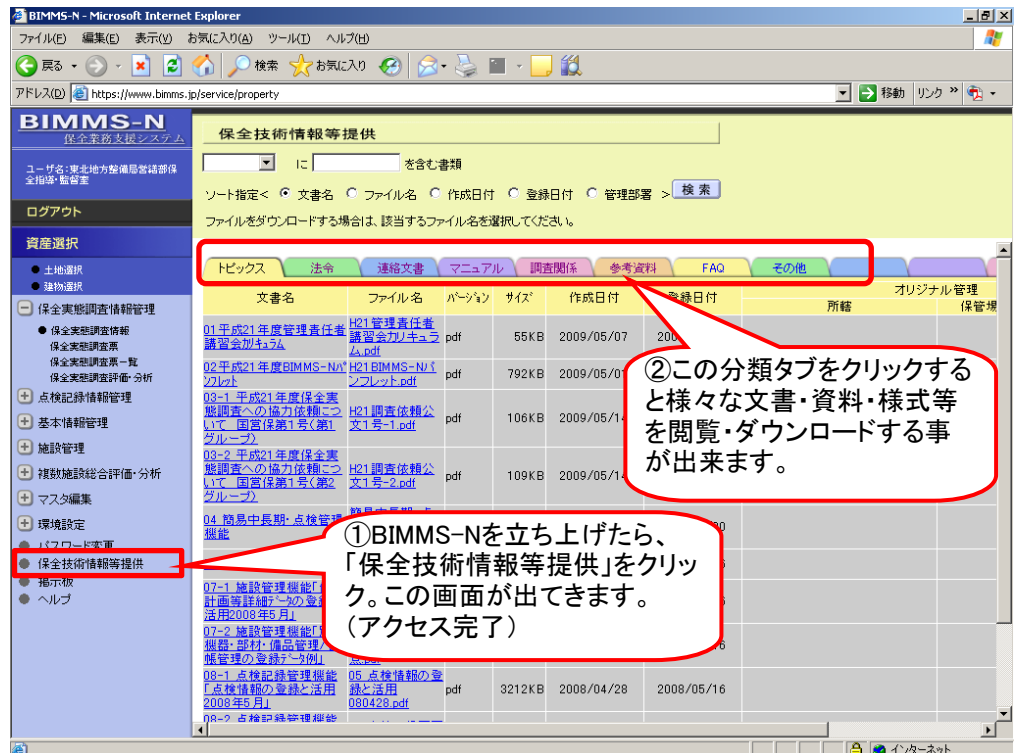 BIMMS-N - Microsoft Internet Explorer
ファイル(F) 編集(E) 表示(V) お気に入り(A) ツール(T) ヘルプ(H)
戻る 検索 お気に入り
アドレス(D) https://www.bimms.jp/service/property 移動 リンク »
BIMMS-N
保全業務支援システム
ユーザ名:東北地方整備局営繕部保
全指導・監督室
ログアウト
資産選択
土地選択
建物選択
保全実態調査情報管理
保全実態調査情報
保全実態調査票
保全実態調査票一覧
保全実態調査評価・分析
点検記録情報管理
基本情報管理
施設管理
複数施設総合評価・分析
マスタ編集
環境設定
パスワード変更
保全技術情報等提供
掲示板
ヘルプ
保全技術情報等提供
に を含む書類
ソート指定< 文書名 ファイル名 作成日付 登録日付 管理部署 > 検索
ファイルをダウンロードする場合は、該当するファイル名を選択してください。
トピックス 法令 連絡文書 マニュアル 調査関係 参考資料 FAQ その他
文書名 ファイル名 バージョン サイズ 作成日付 登録日付 オリジナル管理
所轄 保管場
01平成21年度管理責任者
講習会カリキュラム
H21管理責任者
講習会カリキュラ
ム.pdf
pdf 55KB 2009/05/07
02平成21年度BIMMS-Nパ
ンフレット
H21BIMMS-Nパ
ンフレット.pdf
pdf 792KB
03-1 平成21年度保全実
態調査への協力依頼につ
いて 国営保第1号(第1
グループ)
H21調査依頼公
文1号-1.pdf
pdf 106KB 2009/05/14
03-2 平成21年度保全実
態調査への協力依頼につ
いて 国営保第1号(第2
グループ)
H21調査依頼公
文1号-2.pdf
pdf 109KB 2009/05/14
04 簡易中長期・点検管理
機能
07-1 施設管理機能「
計画等詳細データの登
活用2008年5月」
07-2 施設管理機能「
機器・部材・備品管理
帳管理の登録データ例」
点.pdf
08-1 点検記録管理機能
「点検情報の登録と活用
2008年5月」
05 点検情報の登
録と活用
080428.pdf
pdf 3212KB 2008/04/28 2008/05/16
08-2 点検記録管理機能
②この分類タブをクリックする
と様々な文書・資料・様式等
を閲覧・ダウンロードする事
が出来ます。
①BIMMS-Nを立ち上げたら、
「保全技術情報等提供」をクリッ
ク。この画面が出てきます。
(アクセス完了)
インターネット